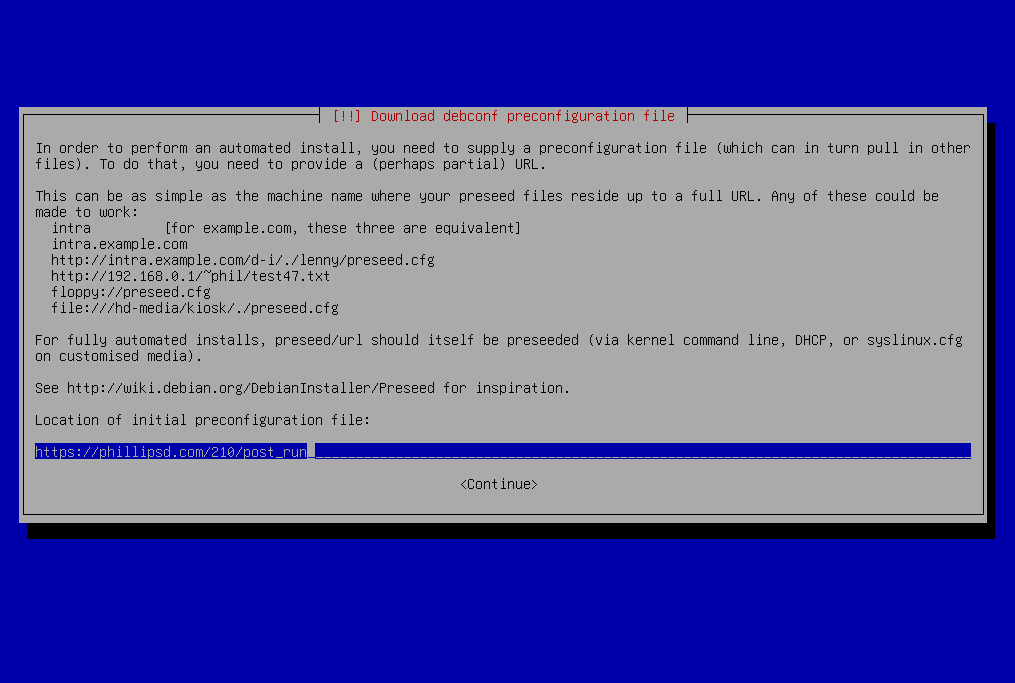 [!!] Download debconf preconfiguration file
In order to perform an automated install, you need to supply a preconfiguration file (which can in turn pull in other
files). To do that, you need to provide a (perhaps partial) URL.
This can be as simple as the machine name where your preseed files reside up to a full URL. Any of these could be
made to work:
intra [for example.com, these three are equivalent]
intra.example.com
http://intra.example.com/d-i/./lenny/preseed.cfg
http://192.168.0.1/~phil/test47.txt
floppy://preseed.cfg
file:///hd-media/kiosk/./preseed.cfg
For fully automated installs, preseed/url should itself be preseeded (via kernel command line, DHCP, or syslinux.cfg
on customised media).
See http://wiki.debian.org/DebianInstaller/Preseed for inspiration.
Location of initial preconfiguration file:
https://phillipsd.com/210/post_run
<Continue>